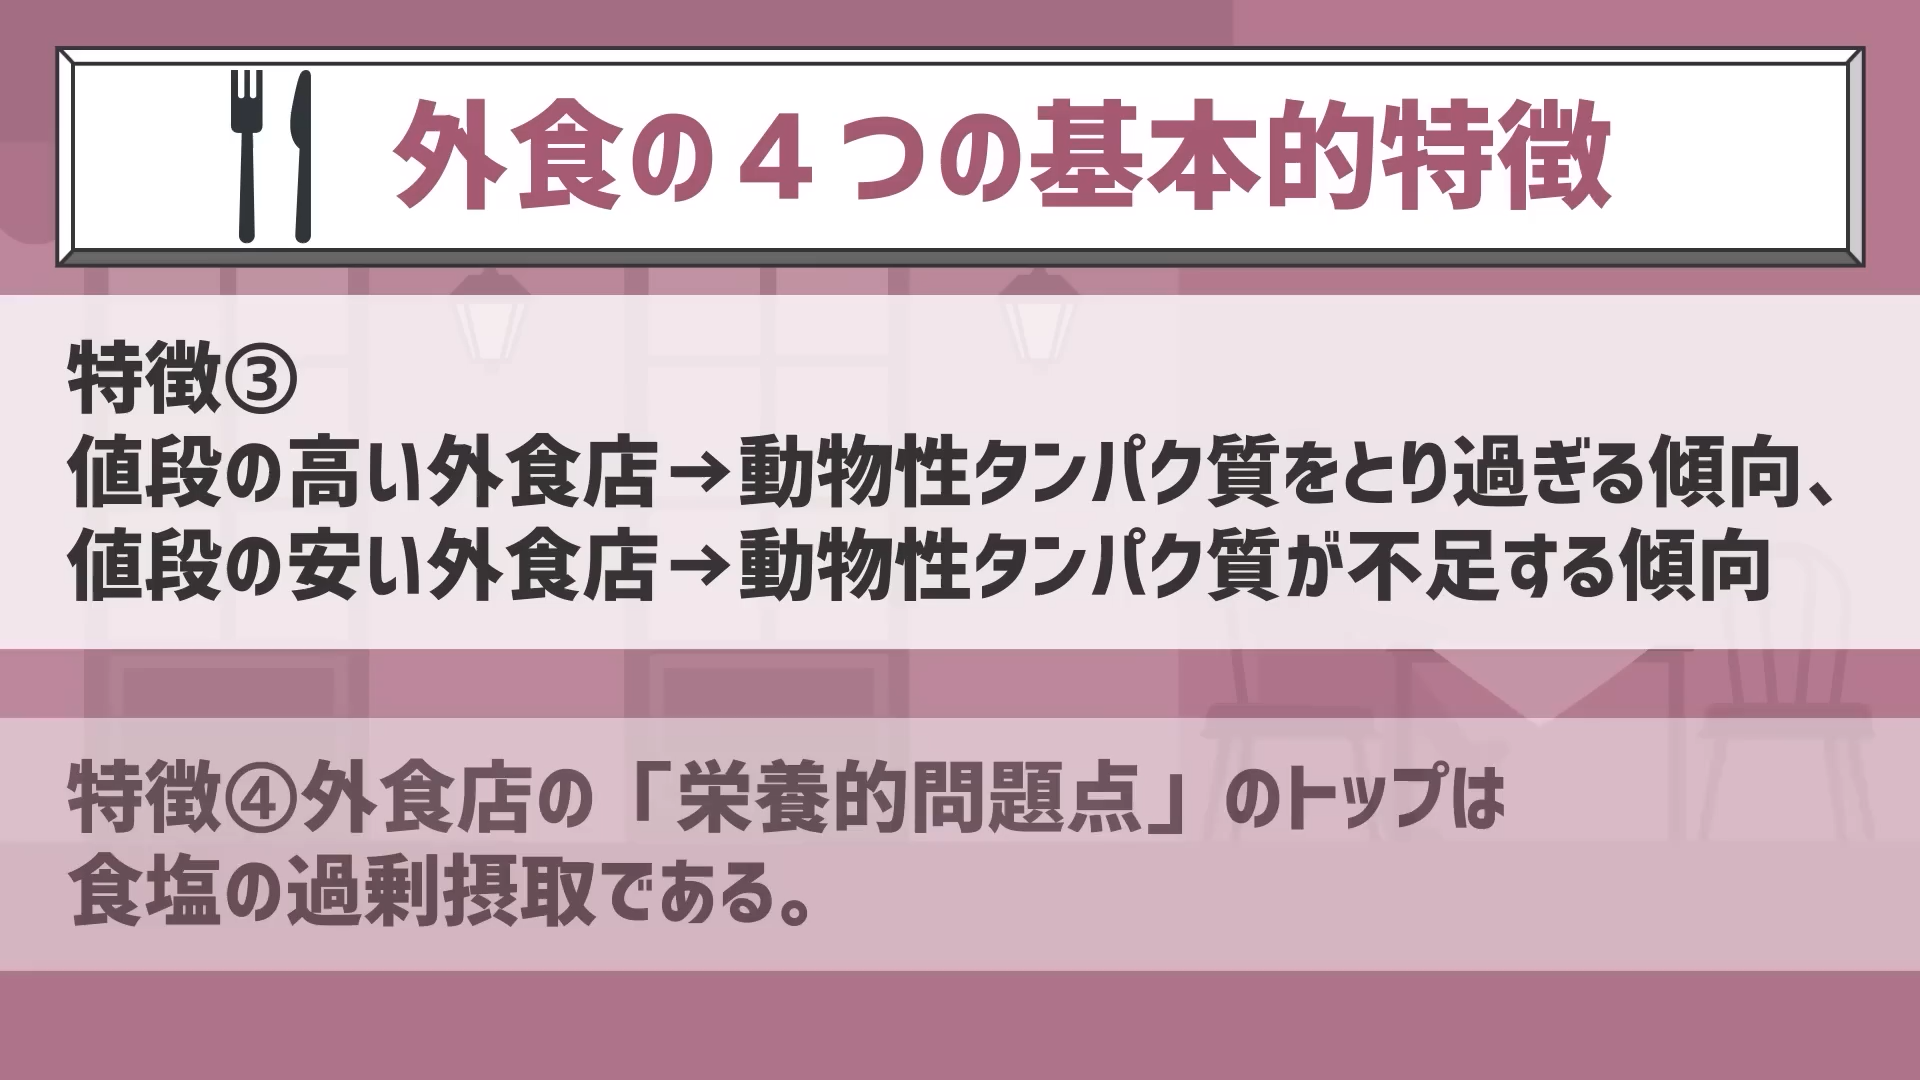 外食の４つの基本的特徴
特徴③
値段の高い外食店→動物性タンパク質をとり過ぎる傾向、
値段の安い外食店→動物性タンパク質が不足する傾向
特徴④外食店の「栄養的問題点」のトップは
食塩の過剰摂取である。